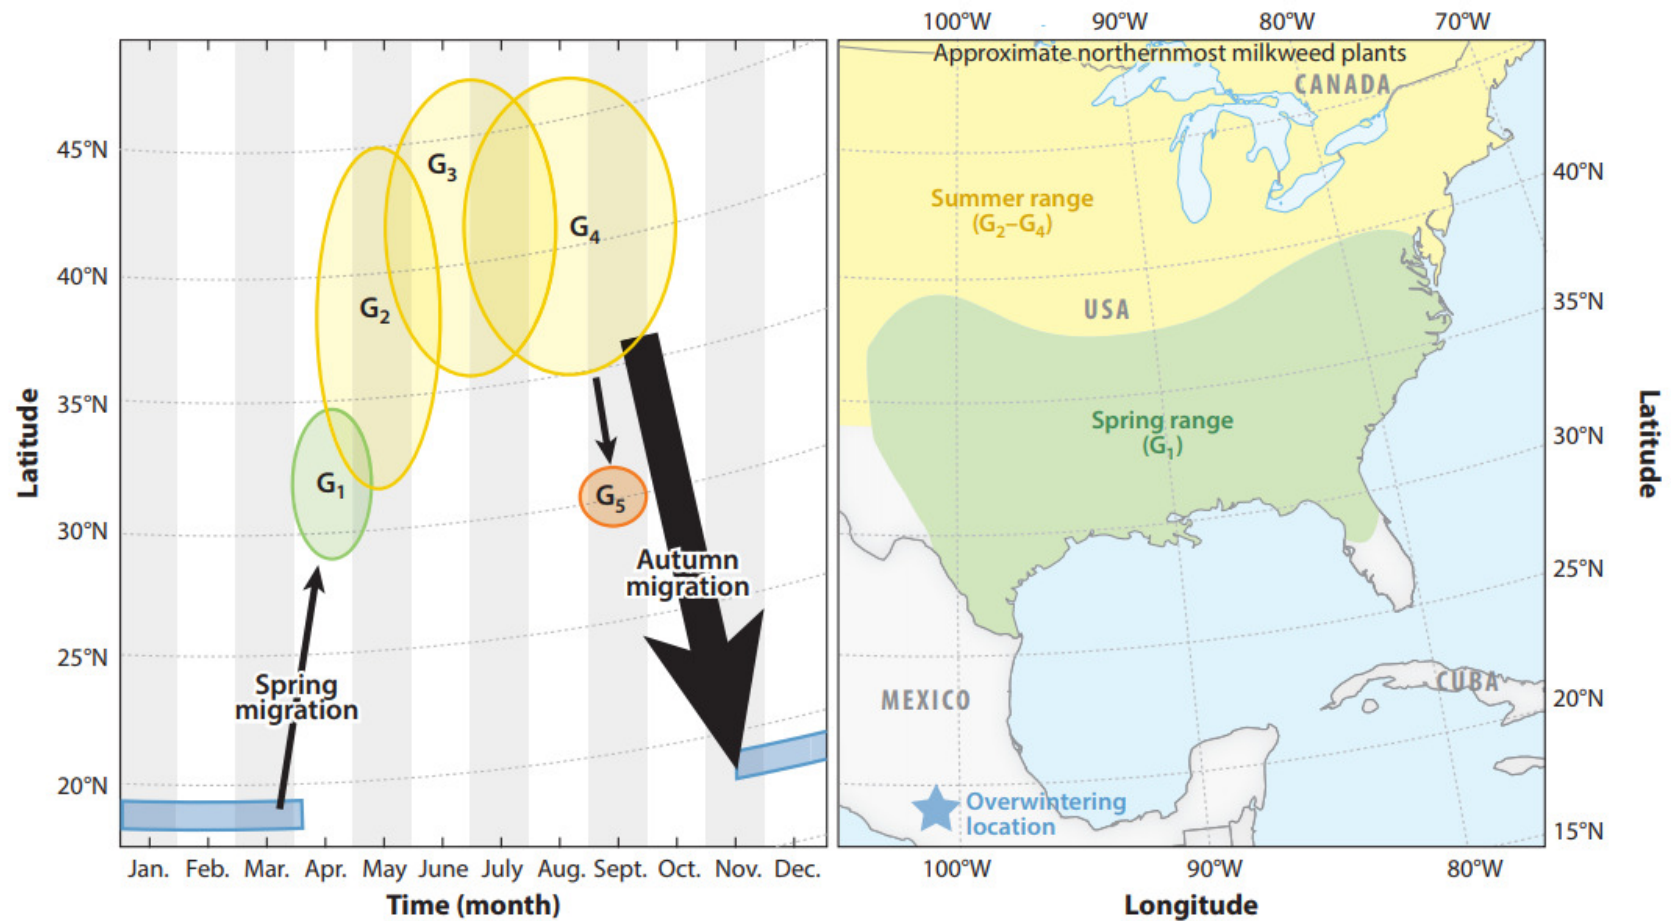 100°W 90°W 80°W 70°W
Approximate northernmost milkweed plants
CANADA
45°N
40°N
35°N
30°N
25°N
20°N
Latitude
G3
G4
G2
G1
G5
Autumn
migration
Spring
migration
Jan. Feb. Mar. Apr. May June July Aug. Sept. Oct. Nov. Dec.
Time (month)
Summer range
(G2–G4)
USA
Spring range
(G1)
MEXICO
CUBA
Overwintering
location
40°N
35°N
30°N
25°N
20°N
15°N
Latitude
100°W 90°W 80°W
Longitude